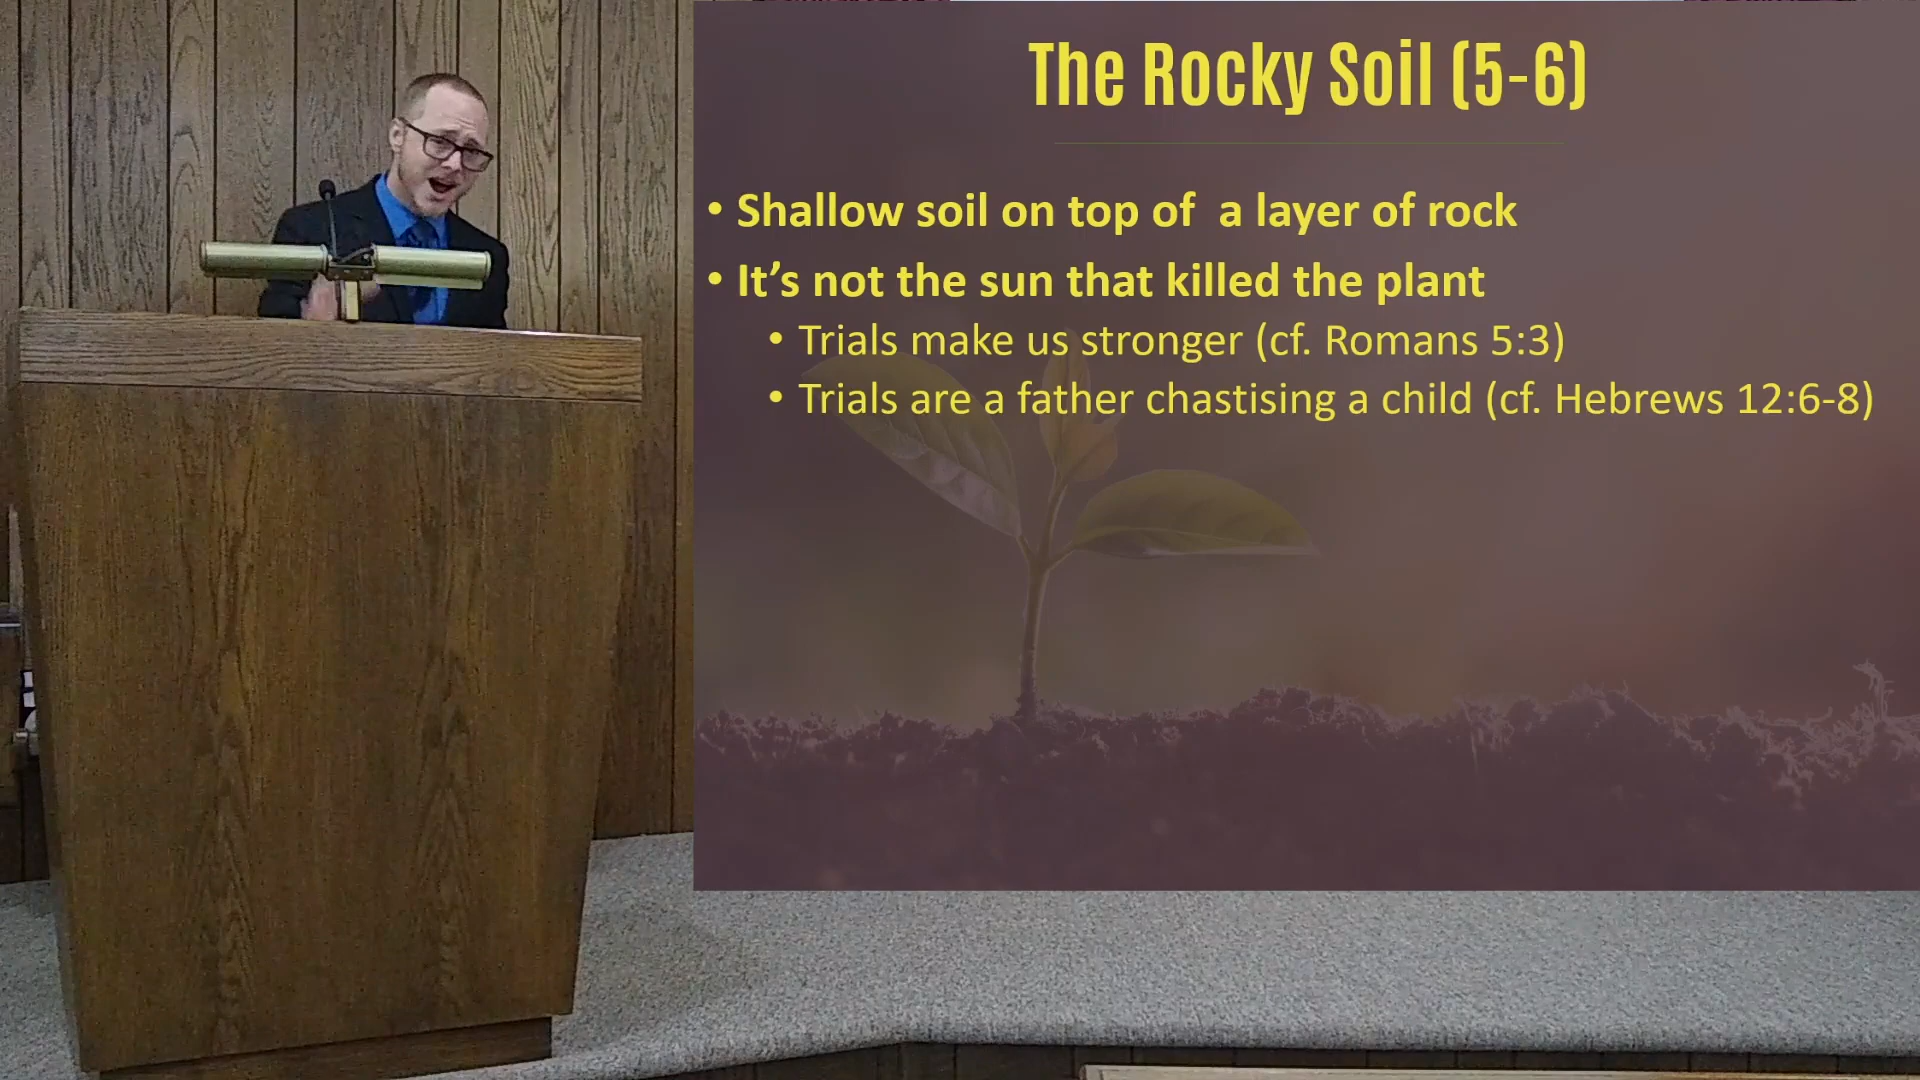 The Rocky Soil (5-6)
• Shallow soil on top of  a layer of rock
• It’s not the sun that killed the plant
• Trials make us stronger (cf. Romans 5:3)
• Trials are a father chastising a child (cf. Hebrews 12:6-8)